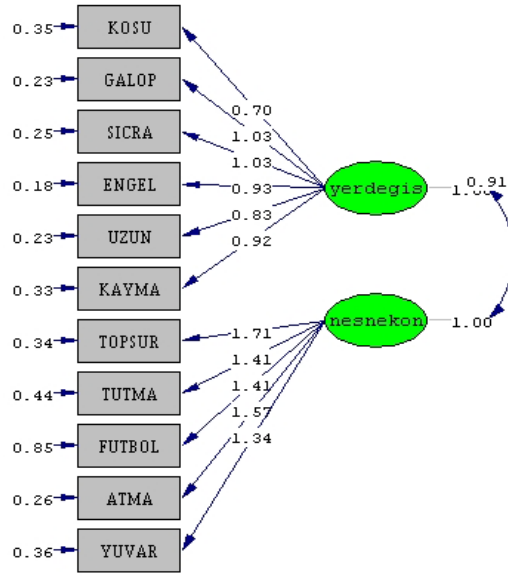 0.35 KOSU
0.23 GALOP
0.70
1.03
0.25 SICRA
1.03
0.18 ENGEL
0.93
yerdegis
1.00
0.91
0.23 UZUN
0.83
0.92
0.33 KAYMA
0.34 TOPSUR
1.71
nesnekon
1.00
0.44 TUTMA
1.41
1.41
0.85 FUTBOL
1.57
1.34
0.26 ATMA
0.36 YUVAR